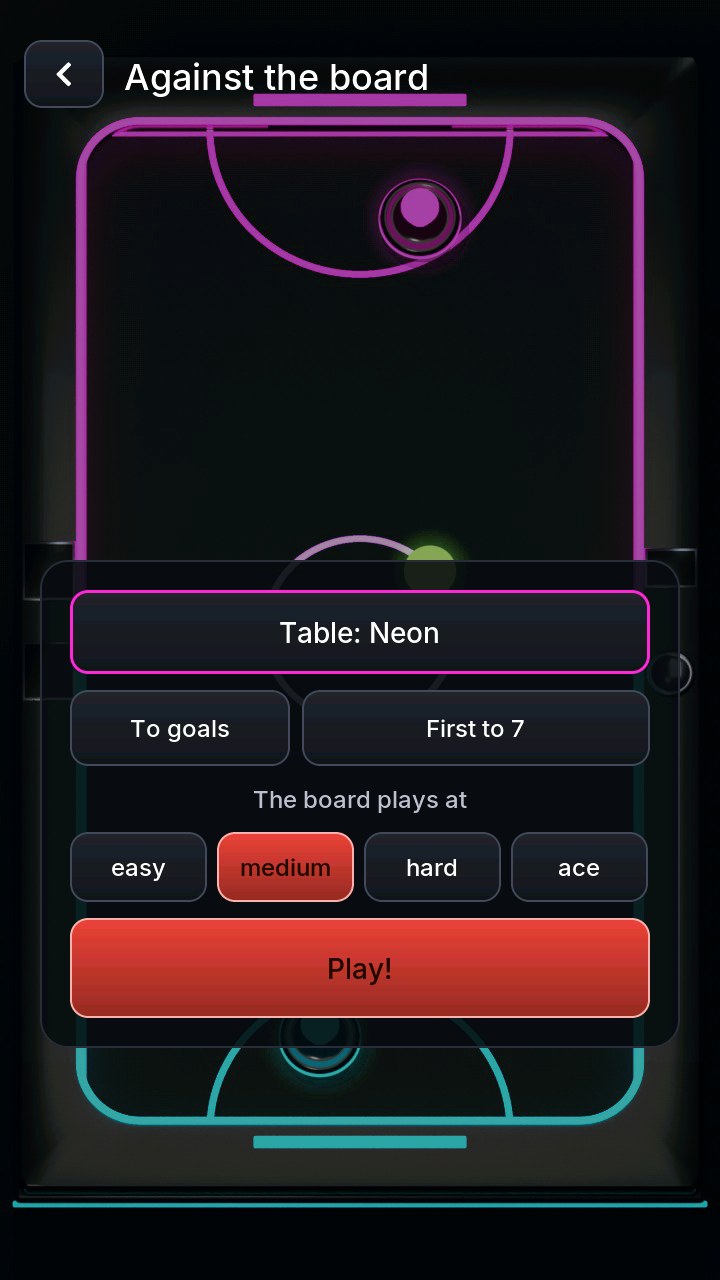 Against the board
Table: Neon
To goals
First to 7
The board plays at
easy
medium
hard
ace
Play!